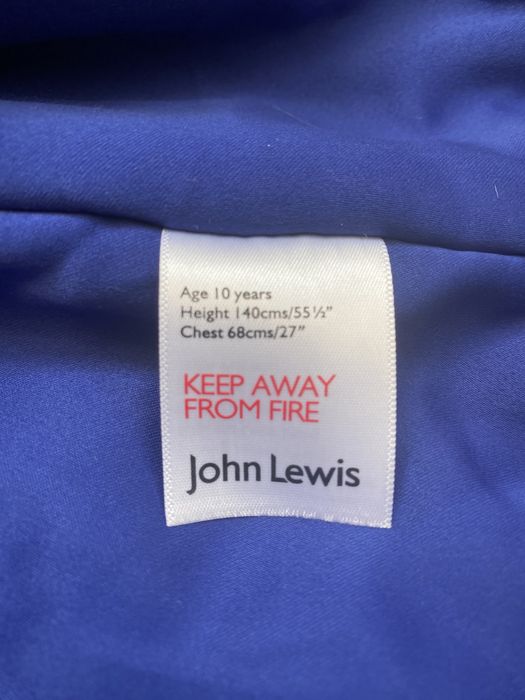 Age 10 years
Height 140cms/55½”
Chest 68cms/27”
KEEP AWAY
FROM FIRE
John Lewis